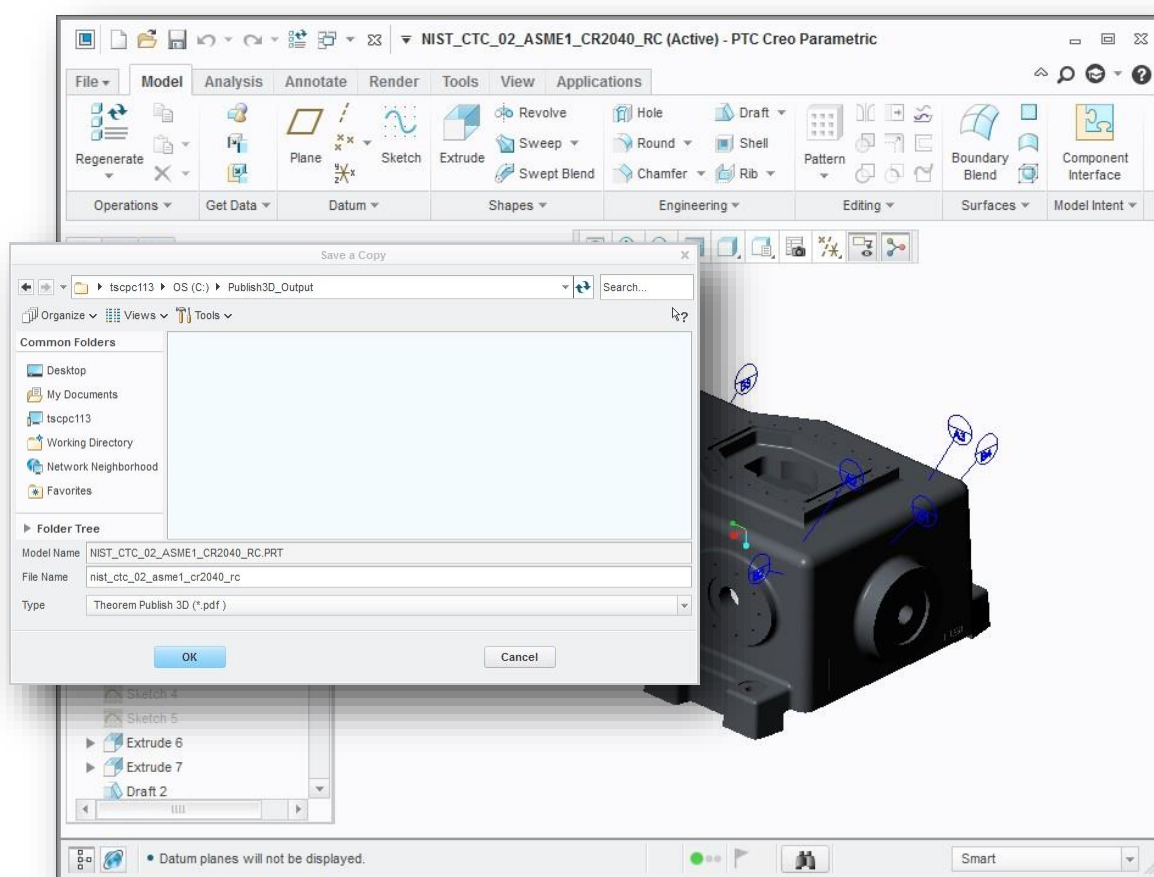 NIST_CTC_02_ASME1_CR2040_RC (Active) - PTC Creo Parametric
File Model Analysis Annotate Render Tools View Applications
Regenerate
Plane
Sketch
Extrude
Revolve
Sweep
Swept Blend
Hole
Round
Chamfer
Draft
Shell
Rib
Pattern
Boundary
Blend
Component
Interface
Operations Get Data Datum Shapes Engineering Editing Surfaces Model Intent
Save a Copy
tscpc113 OS (C:) Publish3D_Output Search...
Organize Views Tools
Common Folders
Desktop
My Documents
tscpc113
Working Directory
Network Neighborhood
Favorites
Folder Tree
Model Name NIST_CTC_02_ASME1_CR2040_RC.PRT
File Name nist_ctc_02_asme1_cr2040_rc
Type Theorem Publish 3D (*.pdf )
OK Cancel
Sketch 4
Sketch 5
Extrude 6
Extrude 7
Draft 2
A3
B4
• Datum planes will not be displayed.
Smart